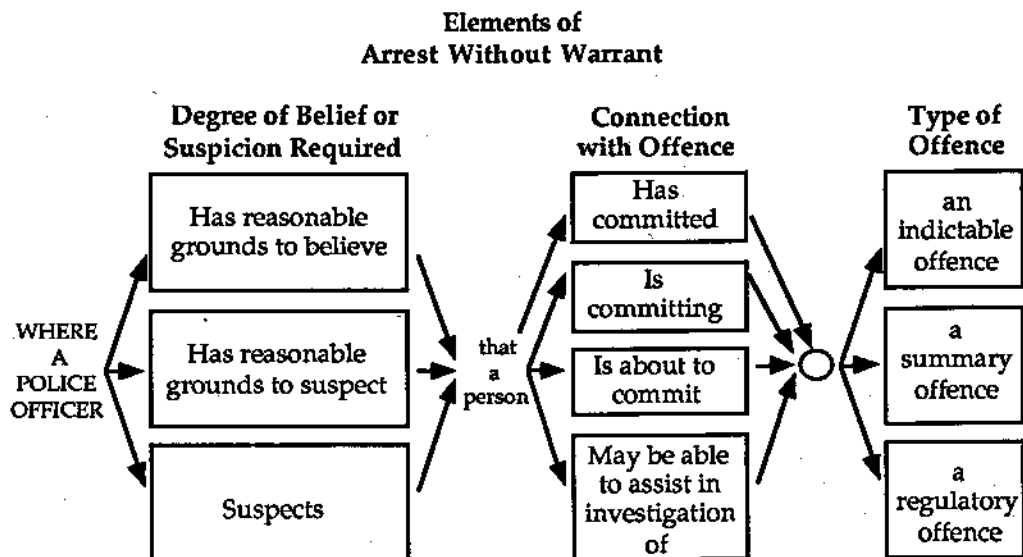 Elements of
Arrest Without Warrant
Degree of Belief or
Suspicion Required
Connection
with Offence
Type of
Offence
WHERE
A
POLICE
OFFICER
Has reasonable
grounds to believe
Has reasonable
grounds to suspect
Suspects
that
a
person
Has
committed
Is
committing
Is about to
commit
May be able
to assist in
investigation
of
an
indictable
offence
a
summary
offence
a
regulatory
offence